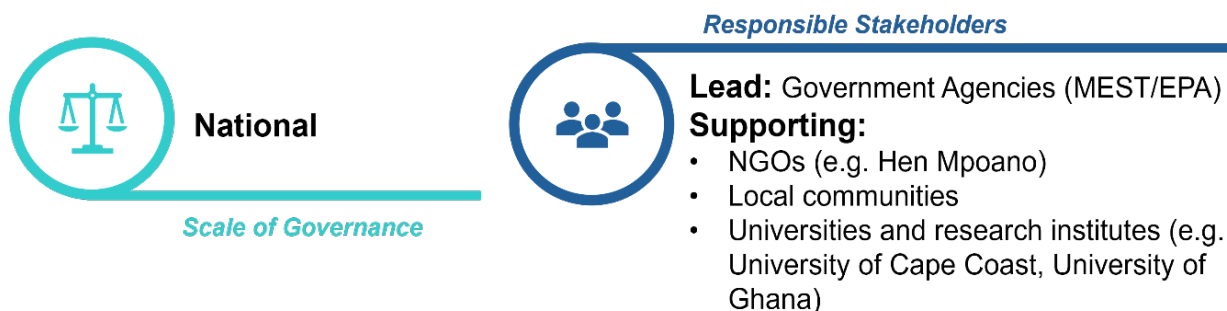 National
Scale of Governance
Responsible Stakeholders
Lead: Government Agencies (MEST/EPA)
Supporting:
• NGOs (e.g. Hen Mpoano)
• Local communities
• Universities and research institutes (e.g.
University of Cape Coast, University of
Ghana)